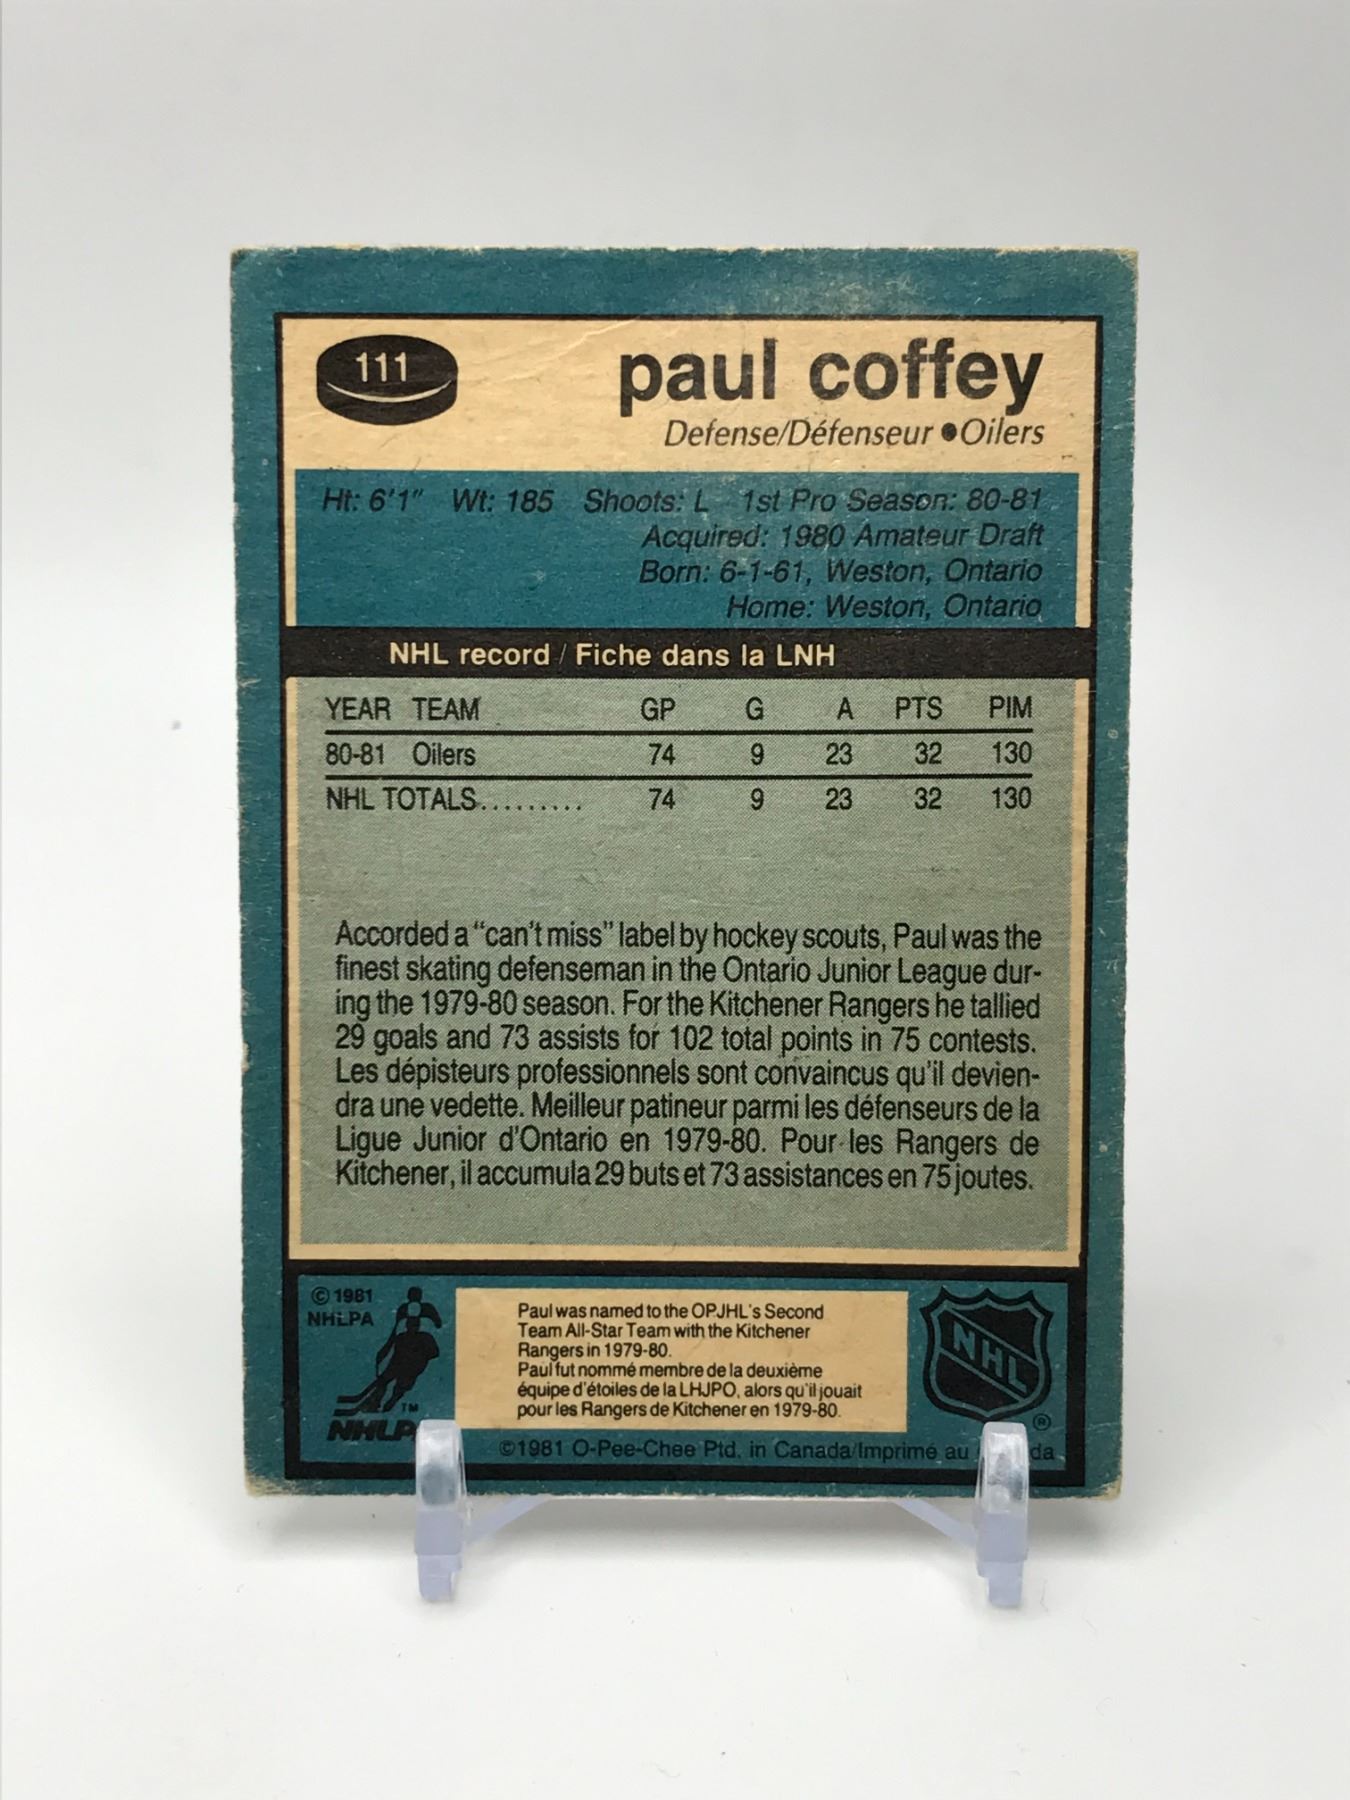 111
paul coffey
Defense/Défenseur ●Oilers
Ht: 6'1" Wt: 185 Shoots: L 1st Pro Season: 80-81
Acquired: 1980 Amateur Draft
Born: 6-1-61, Weston, Ontario
Home: Weston, Ontario
NHL record / Fiche dans la LNH
YEAR TEAM GP G A PTS PIM
80-81 Oilers 74 9 23 32 130
NHL TOTALS......... 74 9 23 32 130
Accorded a "can't miss" label by hockey scouts, Paul was the
finest skating defenseman in the Ontario Junior League dur-
ing the 1979-80 season. For the Kitchener Rangers he tallied
29 goals and 73 assists for 102 total points in 75 contests.
Les dépisteurs professionnels sont convaincus qu'il devien-
dra une vedette. Meilleur patineur parmi les défenseurs de la
Ligue Junior d'Ontario en 1979-80. Pour les Rangers de
Kitchener, il accumula 29 buts et 73 assistances en 75 joutes.
© 1981
NHLPA
TM
NHLP
Paul was named to the OPJHL's Second
Team All-Star Team with the Kitchener
Rangers in 1979-80.
Paul fut nommé membre de la deuxième
équipe d'étoiles de la LHJPO, alors qu'il jouait
pour les Rangers de Kitchener en 1979-80.
NHL
®
©1981 O-Pee-Chee Ptd. in Canada/Imprimé au da